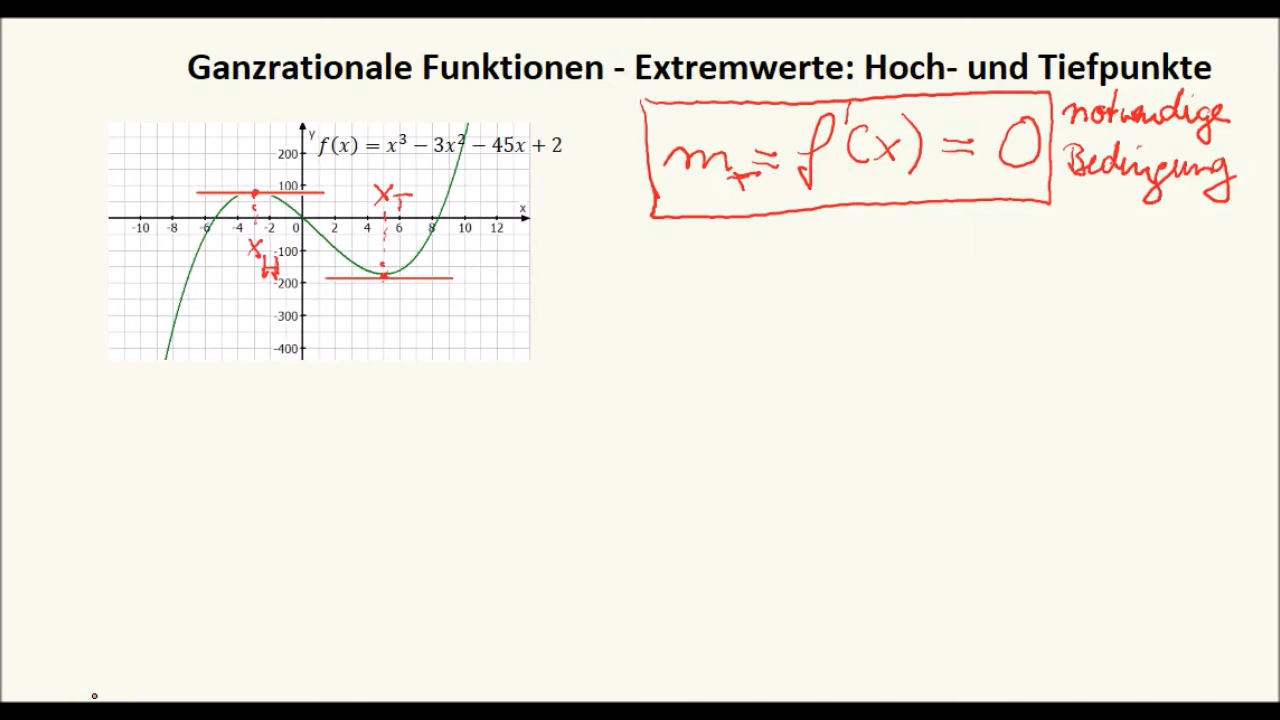 Ganzrationale Funktionen - Extremwerte: Hoch- und Tiefpunkte
notwendige
m_T = f'(x) = 0
Bedingung
y f(x) = x³ − 3x² − 45x + 2
200
100
x_T
x
-10 -8 -6 -4 -2 0 2 4 6 8 10 12
x_H
-100
-200
-300
-400